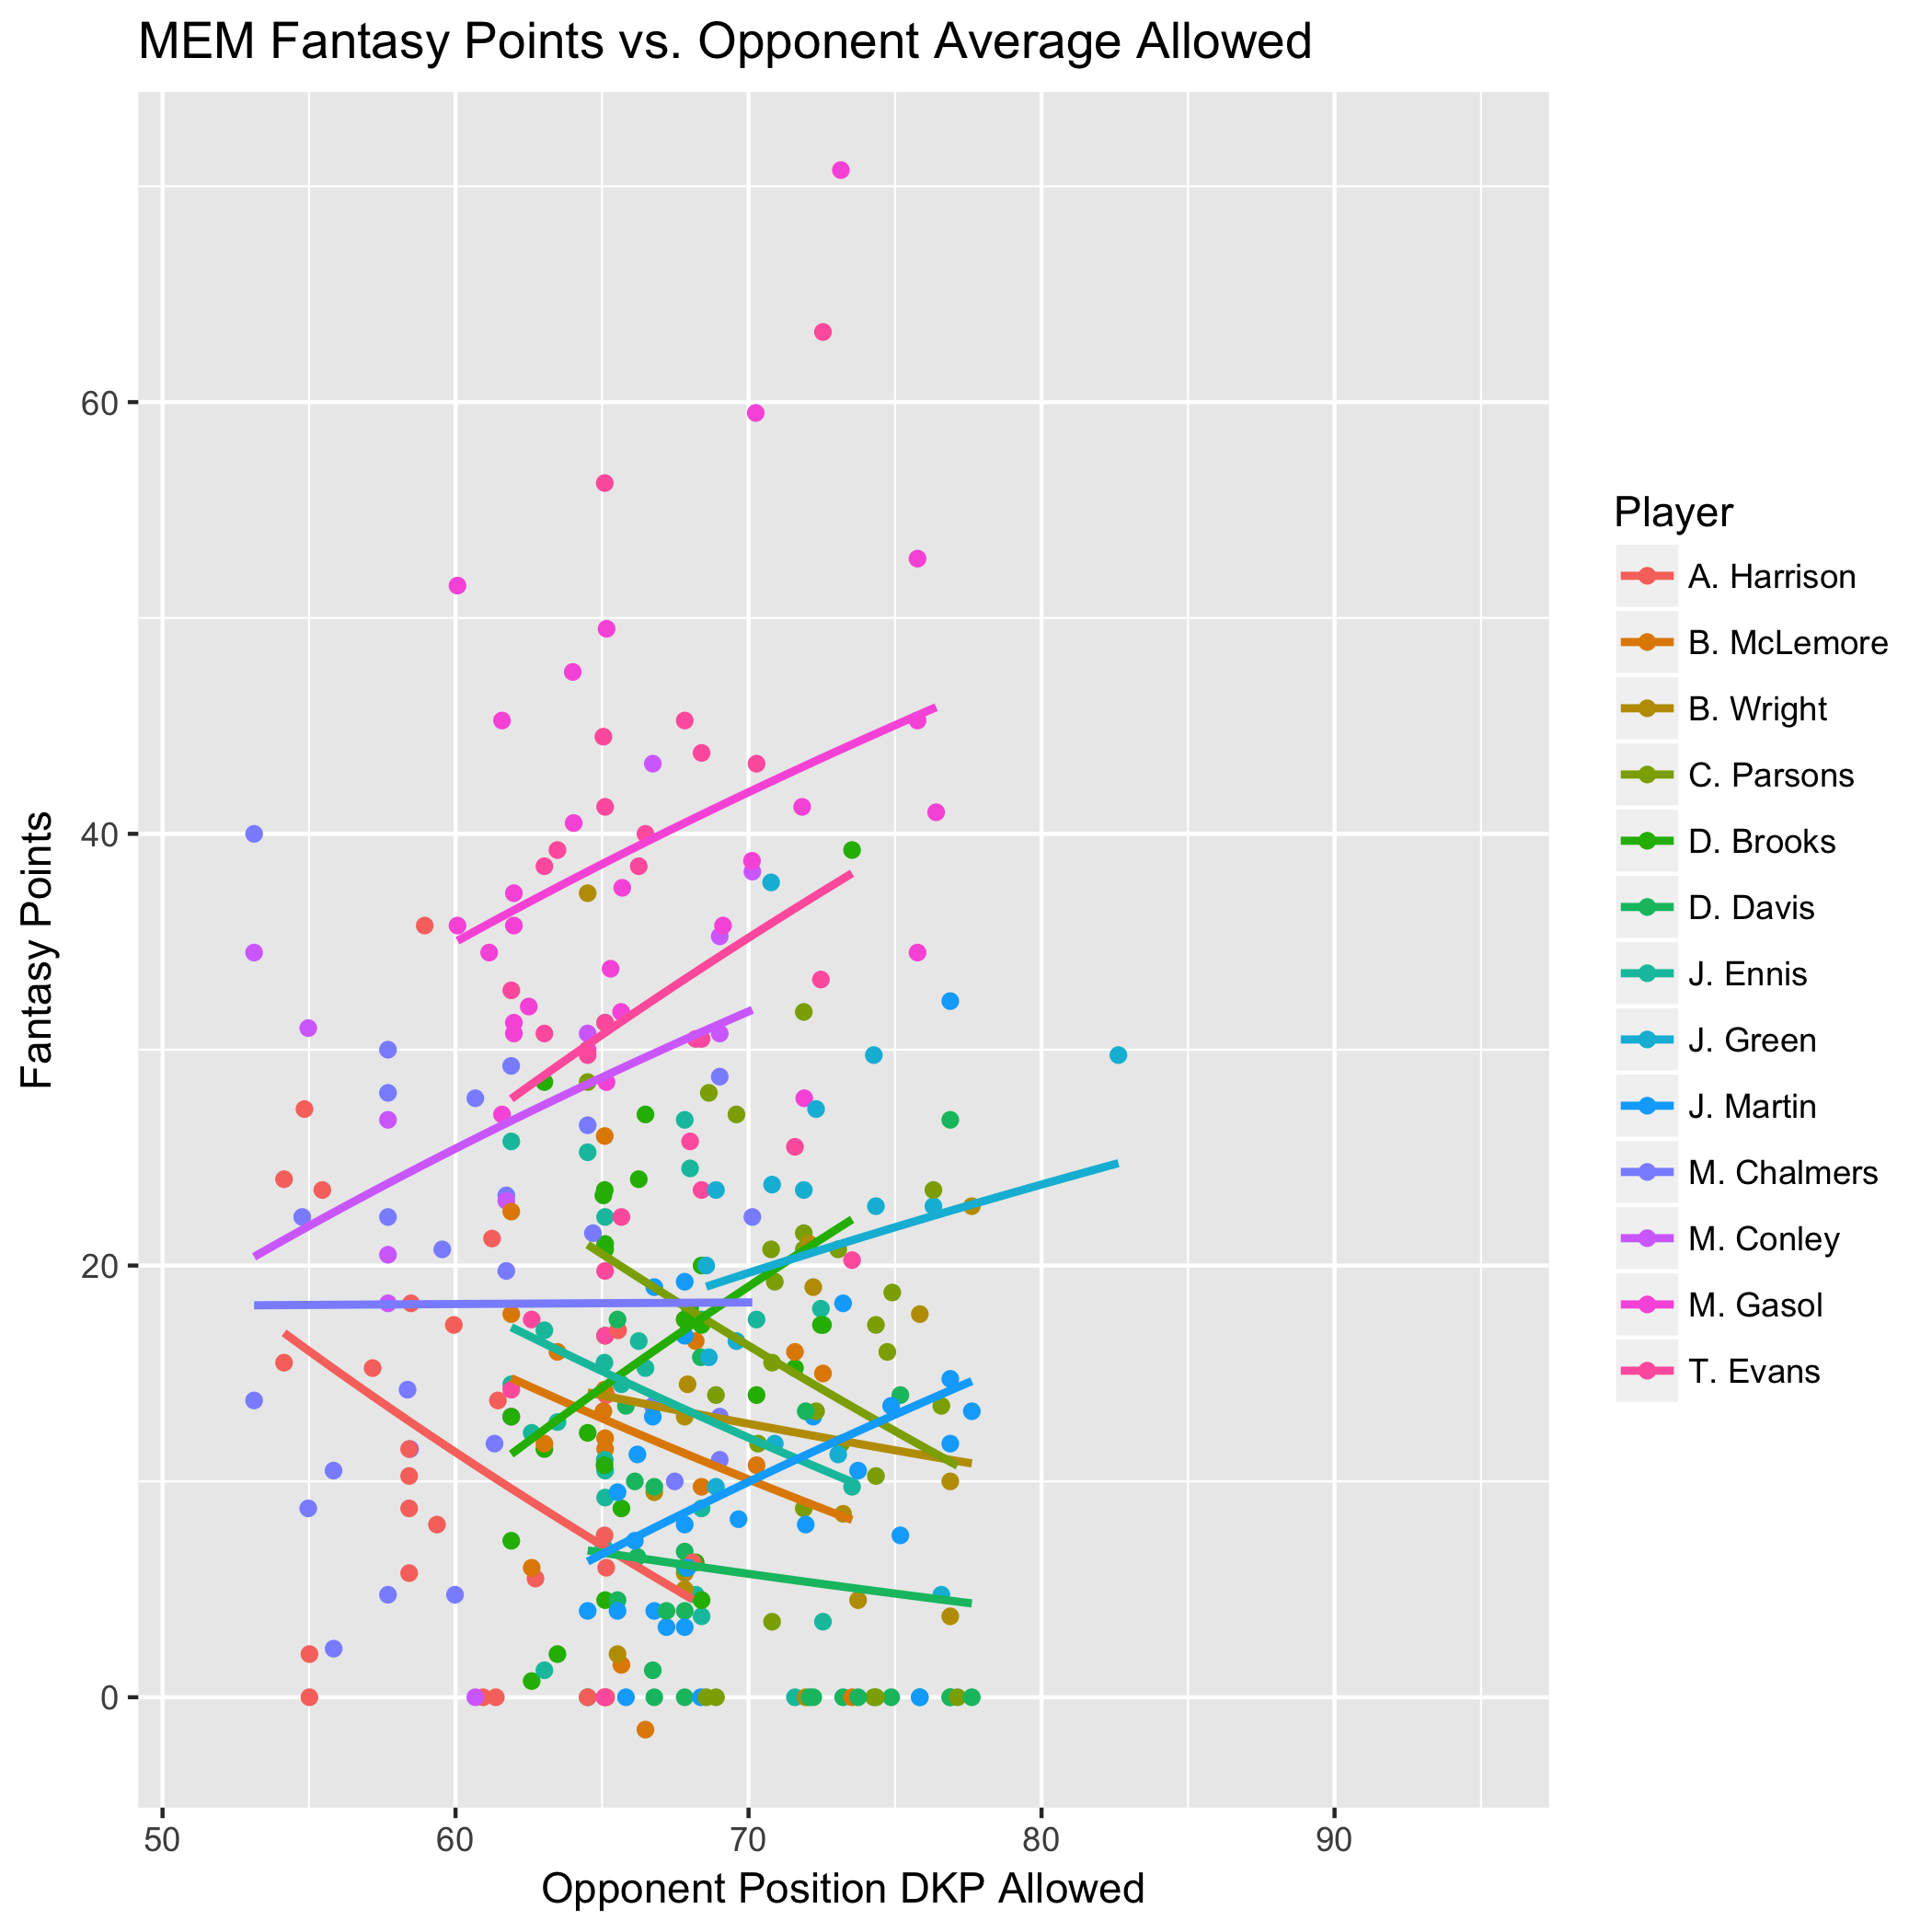 MEM Fantasy Points vs. Opponent Average Allowed
Fantasy Points
60
40
20
0
50 60 70 80 90
Opponent Position DKP Allowed
Player
A. Harrison
B. McLemore
B. Wright
C. Parsons
D. Brooks
D. Davis
J. Ennis
J. Green
J. Martin
M. Chalmers
M. Conley
M. Gasol
T. Evans